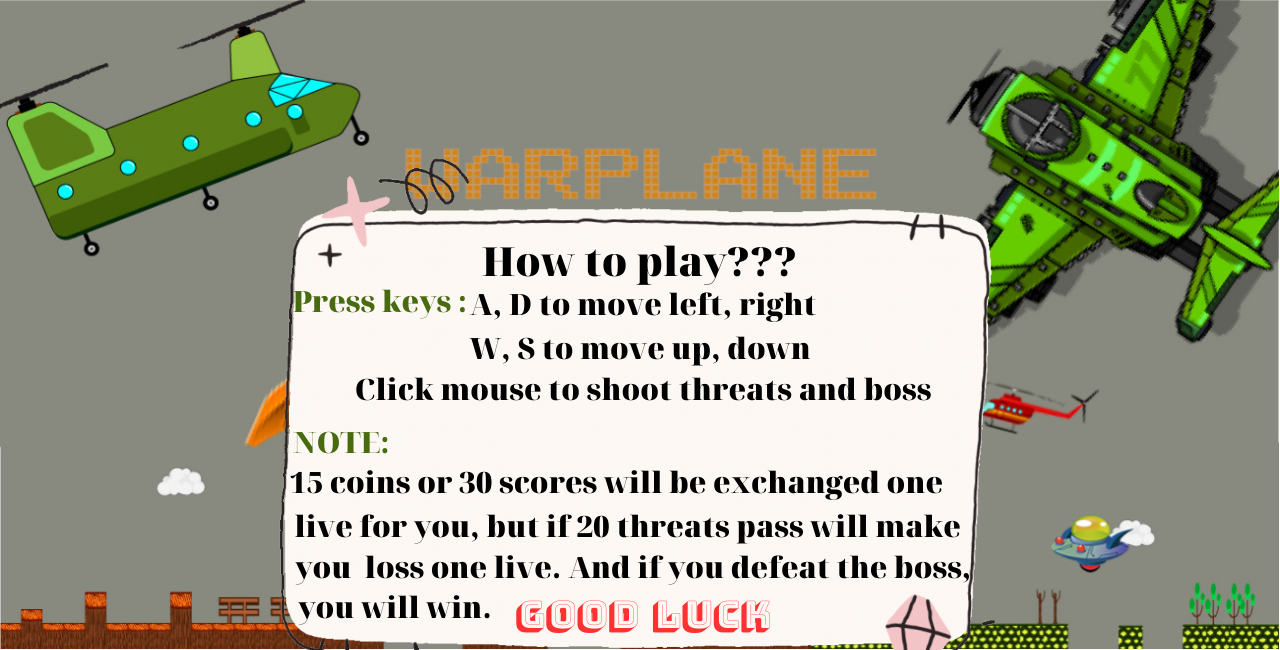 77
WARPLANE
How to play???
Press keys : A, D to move left, right
W, S to move up, down
Click mouse to shoot threats and boss
NOTE:
15 coins or 30 scores will be exchanged one
live for you, but if 20 threats pass will make
you loss one live. And if you defeat the boss,
you will win. GOOD LUCK